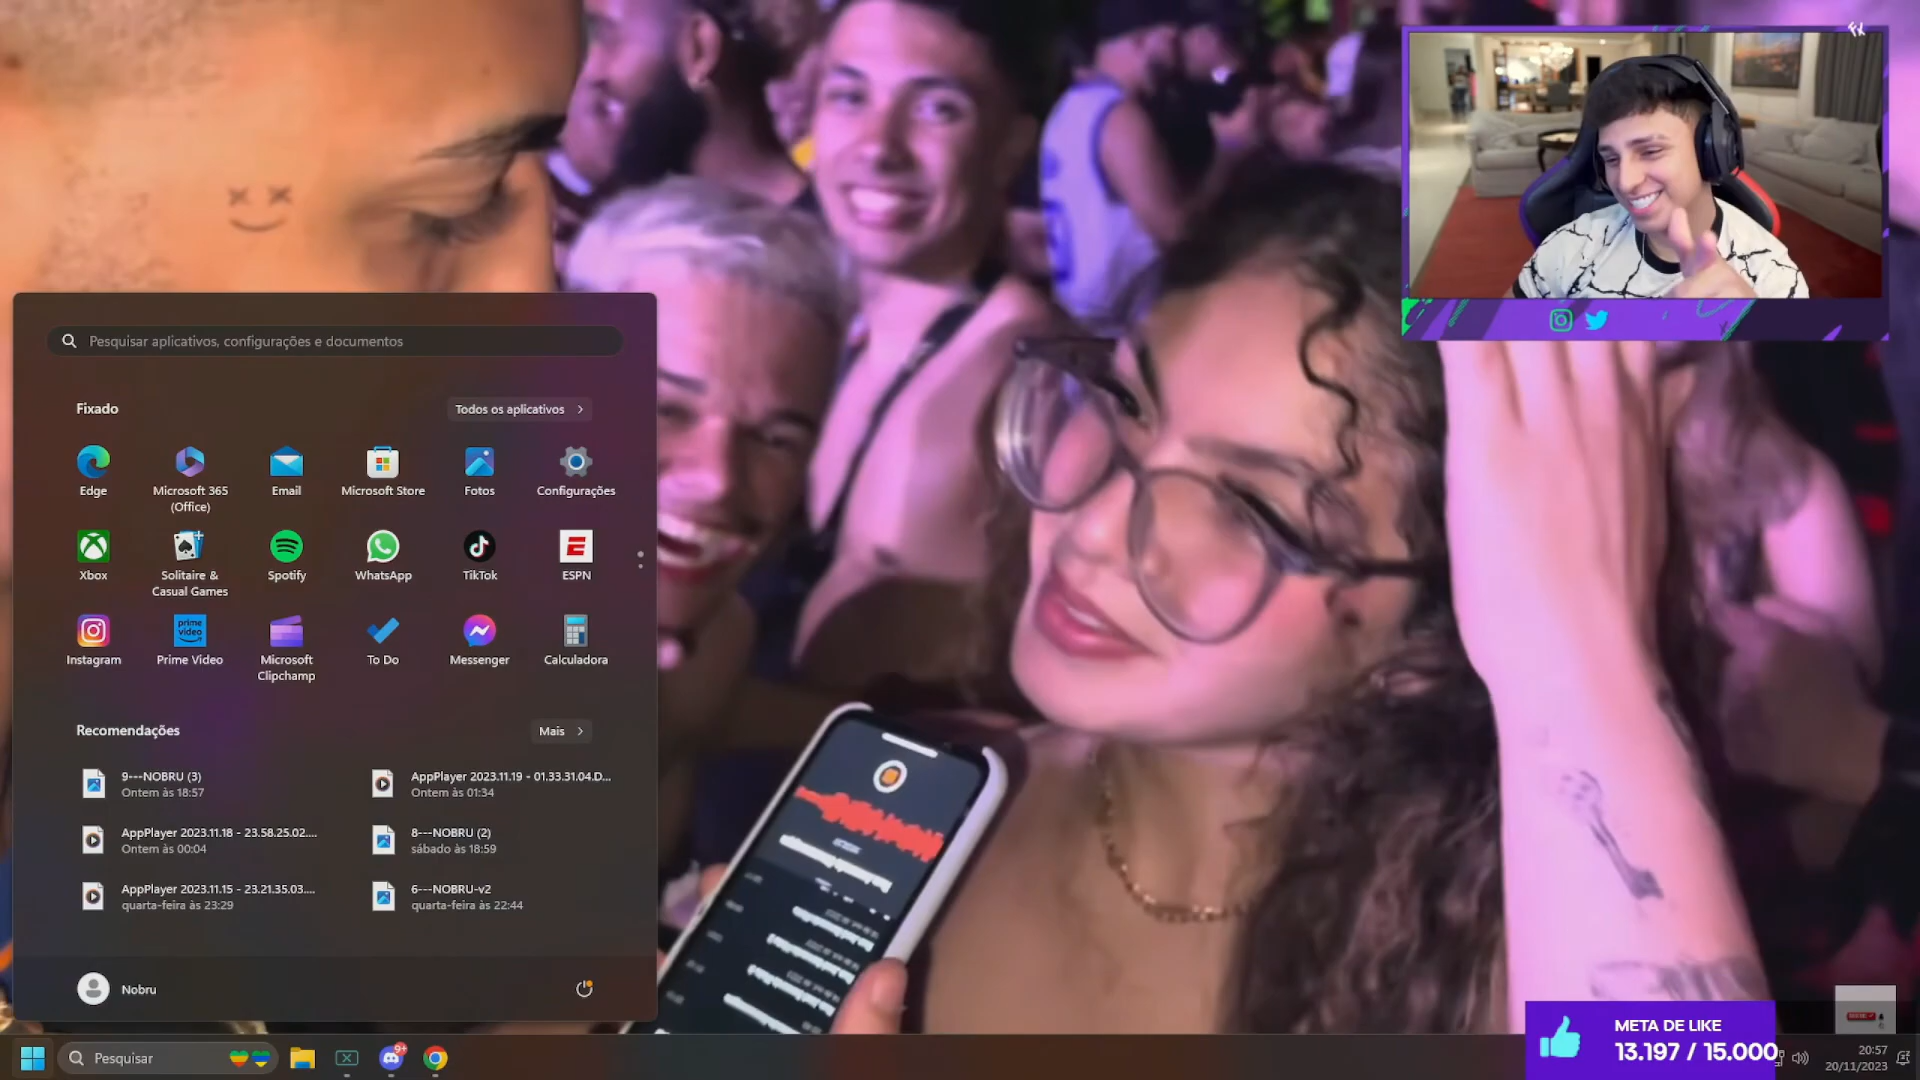 Pesquisar aplicativos, configurações e documentos
Fixado
Todos os aplicativos
Edge
Microsoft 365
(Office)
Email
Microsoft Store
Fotos
Configurações
Xbox
Solitaire &
Casual Games
Spotify
WhatsApp
TikTok
ESPN
prime
video
Instagram
Prime Video
Microsoft
Clipchamp
To Do
Messenger
Calculadora
Recomendações
Mais
9---NOBRU (3)
Ontem às 18:57
AppPlayer 2023.11.19 - 01.33.31.04.D...
Ontem às 01:34
AppPlayer 2023.11.18 - 23.58.25.02....
Ontem às 00:04
8---NOBRU (2)
sábado às 18:59
AppPlayer 2023.11.15 - 23.21.35.03....
quarta-feira às 23:29
6---NOBRU-v2
quarta-feira às 22:44
Nobru
Pesquisar
9+
META DE LIKE
13.197 / 15.000
20:57
20/11/2023